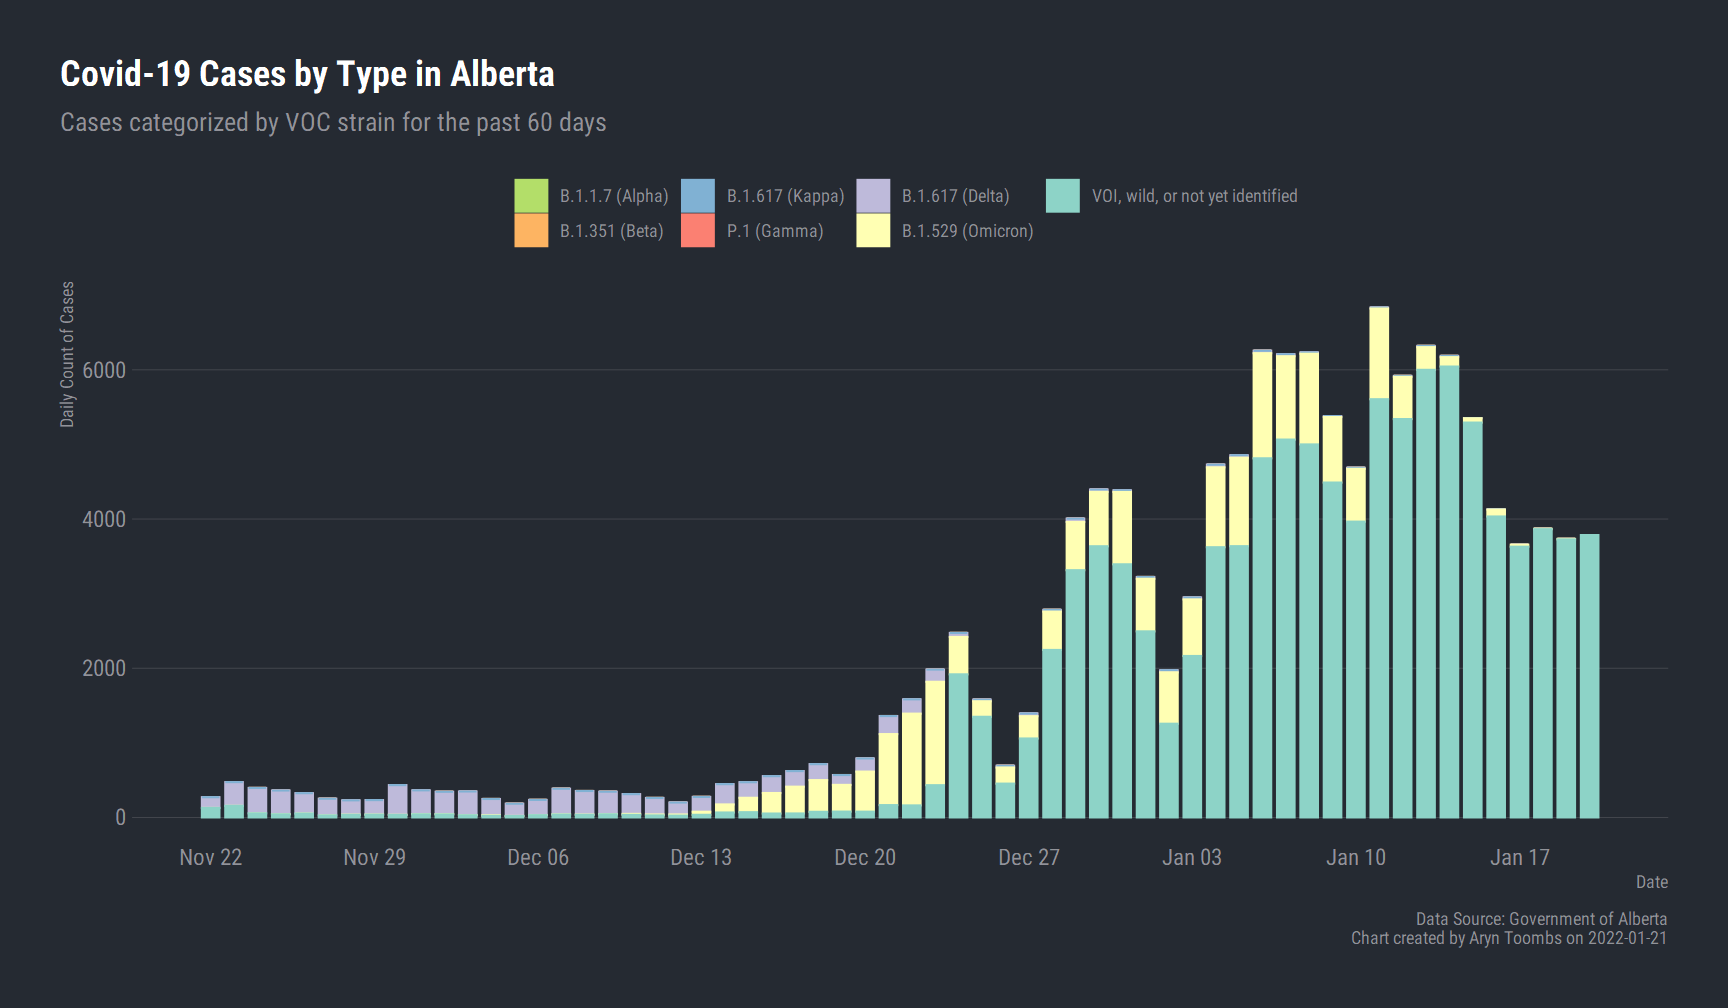 Covid-19 Cases by Type in Alberta
Cases categorized by VOC strain for the past 60 days
B.1.1.7 (Alpha) B.1.617 (Kappa) B.1.617 (Delta) VOI, wild, or not yet identified
B.1.351 (Beta) P.1 (Gamma) B.1.529 (Omicron)
Daily Count of Cases
6000
4000
2000
0
Nov 22 Nov 29 Dec 06 Dec 13 Dec 20 Dec 27 Jan 03 Jan 10 Jan 17
Date
Data Source: Government of Alberta
Chart created by Aryn Toombs on 2022-01-21